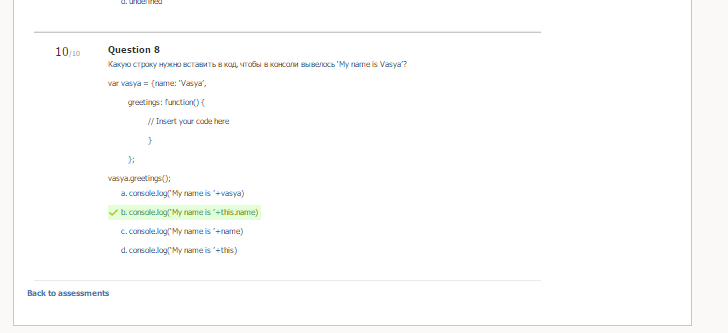 d. undefined
10/10
Question 8
Какую строку нужно вставить в код, чтобы в консоли вывелось 'My name is Vasya'?
var vasya = {name: 'Vasya',
greetings: function() {
// Insert your code here
}
};
vasya.greetings();
a. console.log('My name is '+vasya)
b. console.log('My name is '+this.name)
c. console.log('My name is '+name)
d. console.log('My name is '+this)
Back to assessments